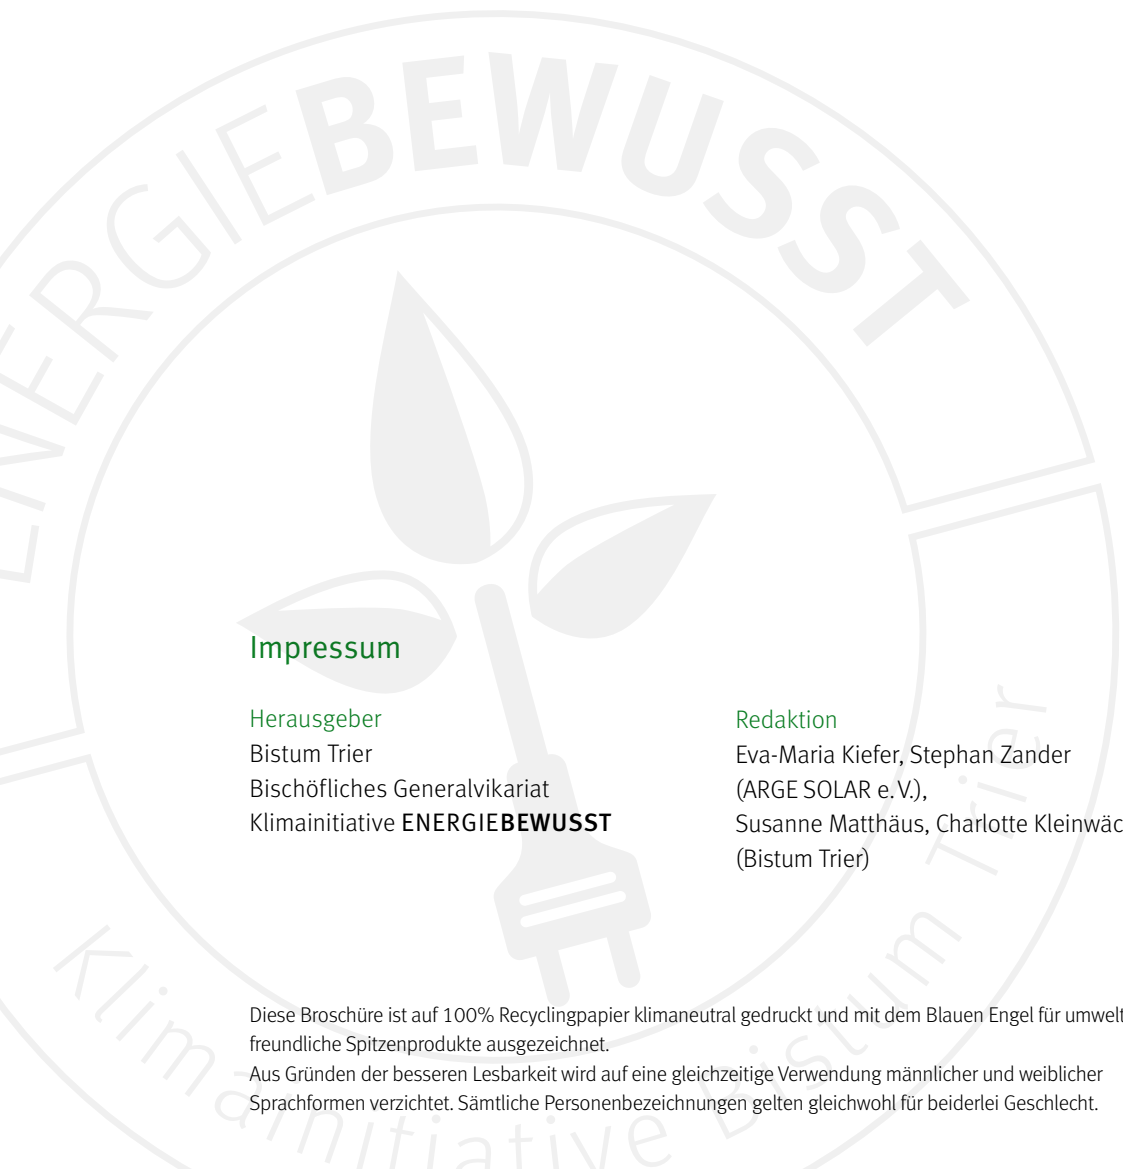 ENERGIEBEWUSST
Impressum
Herausgeber
Bistum Trier
Bischöfliches Generalvikariat
Klimainitiative ENERGIEBEWUSST
Redaktion
Eva-Maria Kiefer, Stephan Zander
(ARGE SOLAR e. V.),
Susanne Matthäus, Charlotte Kleinwäc
(Bistum Trier)
Diese Broschüre ist auf 100% Recyclingpapier klimaneutral gedruckt und mit dem Blauen Engel für umwelt
freundliche Spitzenprodukte ausgezeichnet.
Aus Gründen der besseren Lesbarkeit wird auf eine gleichzeitige Verwendung männlicher und weiblicher
Sprachformen verzichtet. Sämtliche Personenbezeichnungen gelten gleichwohl für beiderlei Geschlecht.
Klimainitiative Bistum Trier